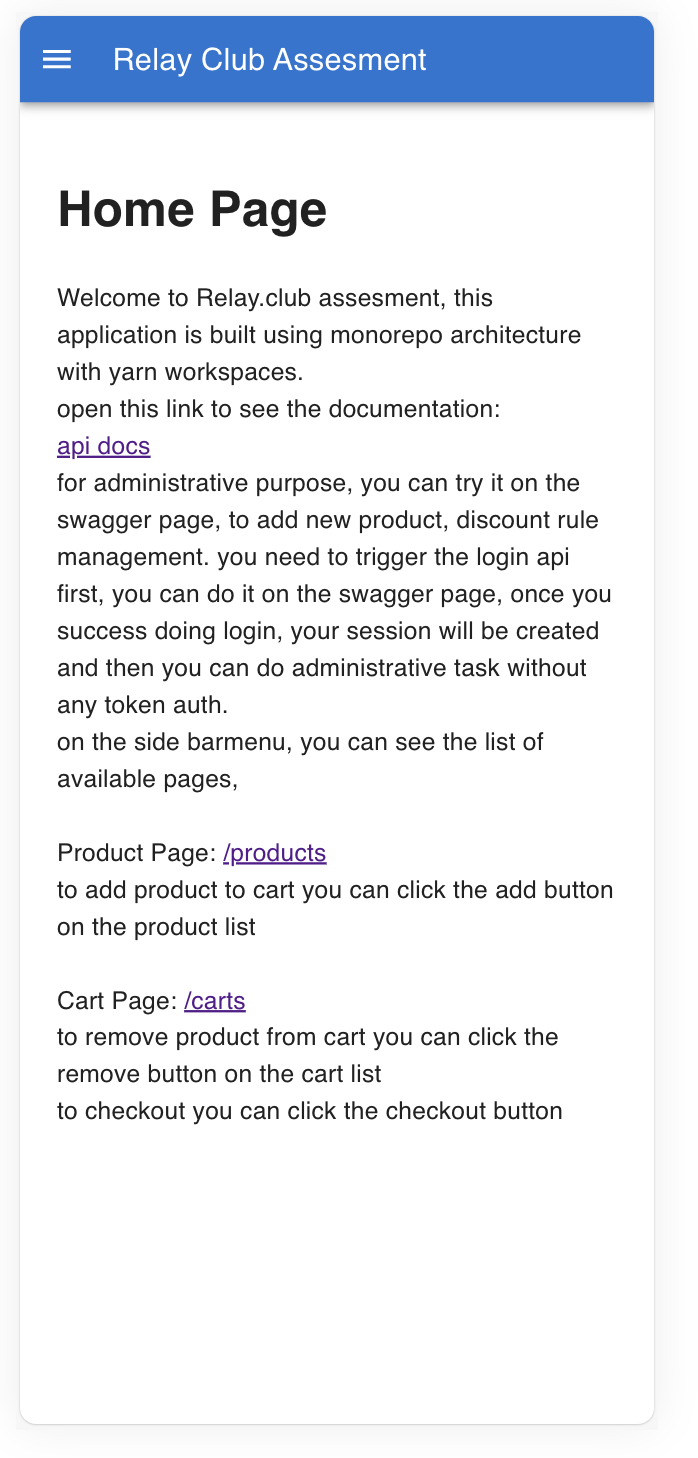 Relay Club Assesment
Home Page
Welcome to Relay.club assesment, this
application is built using monorepo architecture
with yarn workspaces.
open this link to see the documentation:
api docs
for administrative purpose, you can try it on the
swagger page, to add new product, discount rule
management. you need to trigger the login api
first, you can do it on the swagger page, once you
success doing login, your session will be created
and then you can do administrative task without
any token auth.
on the side barmenu, you can see the list of
available pages,
Product Page: /products
to add product to cart you can click the add button
on the product list
Cart Page: /carts
to remove product from cart you can click the
remove button on the cart list
to checkout you can click the checkout button